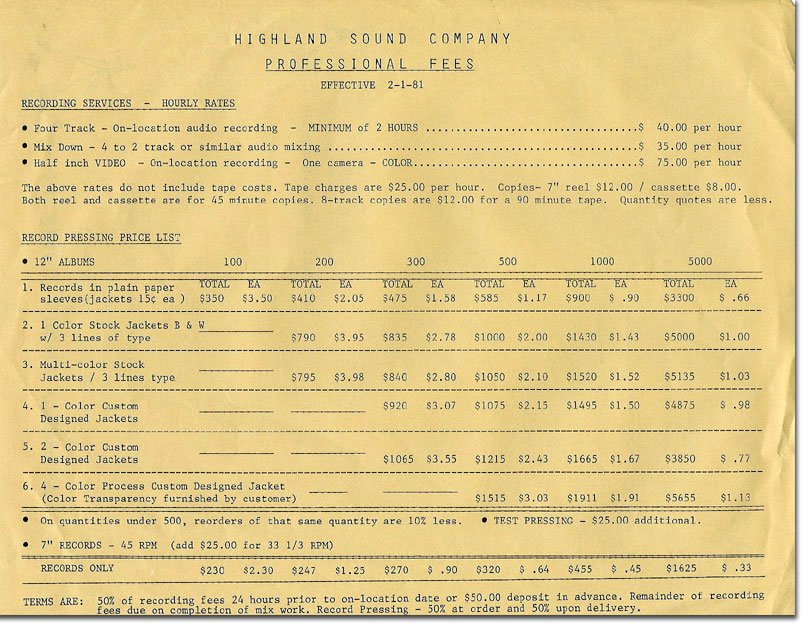 HIGHLAND SOUND COMPANY
PROFESSIONAL FEES
EFFECTIVE 2-1-81
RECORDING SERVICES - HOURLY RATES
• Four Track - On-location audio recording - MINIMUM of 2 HOURS ................................$ 40.00 per hour
• Mix Down - 4 to 2 track or similar audio mixing ...............................................$ 35.00 per hour
• Half inch VIDEO - On-location recording - One camera - COLOR..................................$ 75.00 per hour
The above rates do not include tape costs. Tape charges are $25.00 per hour. Copies- 7" reel $12.00 / cassette $8.00.
Both reel and cassette are for 45 minute copies. 8-track copies are $12.00 for a 90 minute tape. Quantity quotes are less.
RECORD PRESSING PRICE LIST
• 12" ALBUMS 100 200 300 500 1000 5000
TOTAL EA TOTAL EA TOTAL EA TOTAL EA TOTAL EA TOTAL EA
1. Records in plain paper
sleeves(jackets 15¢ ea ) $350 $3.50 $410 $2.05 $475 $1.58 $585 $1.17 $900 $ .90 $3300 $ .66
2. 1 Color Stock Jackets B & W
w/ 3 lines of type $790 $3.95 $835 $2.78 $1000 $2.00 $1430 $1.43 $5000 $1.00
3. Multi-color Stock
Jackets / 3 lines type $795 $3.98 $840 $2.80 $1050 $2.10 $1520 $1.52 $5135 $1.03
4. 1 - Color Custom $920 $3.07 $1075 $2.15 $1495 $1.50 $4875 $ .98
Designed Jackets
5. 2 - Color Custom
Designed Jackets $1065 $3.55 $1215 $2.43 $1665 $1.67 $3850 $ .77
6. 4 - Color Process Custom Designed Jacket
(Color Transparency furnished by customer) $1515 $3.03 $1911 $1.91 $5655 $1.13
• On quantities under 500, reorders of that same quantity are 10% less. • TEST PRESSING - $25.00 additional.
• 7" RECORDS - 45 RPM (add $25.00 for 33 1/3 RPM)
RECORDS ONLY $230 $2.30 $247 $1.25 $270 $ .90 $320 $ .64 $455 $ .45 $1625 $ .33
TERMS ARE: 50% of recording fees 24 hours prior to on-location date or $50.00 deposit in advance. Remainder of recording
fees due on completion of mix work. Record Pressing - 50% at order and 50% upon delivery.